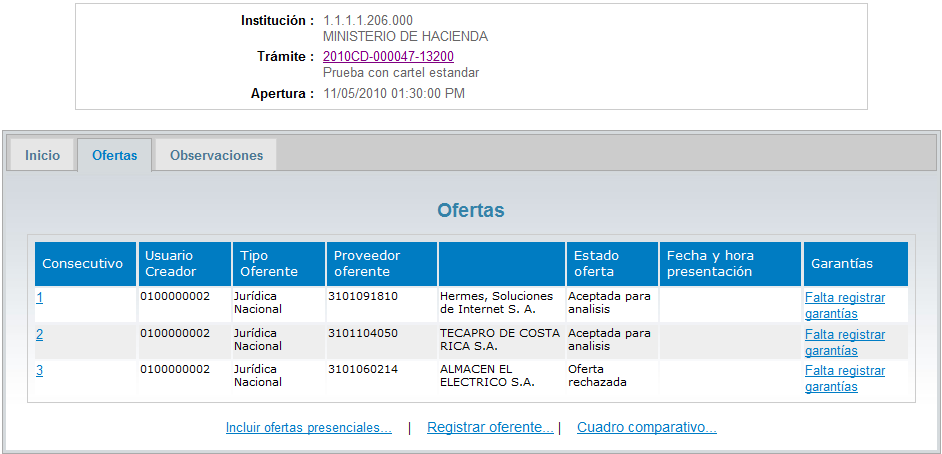 Institución : 1.1.1.1.206.000
MINISTERIO DE HACIENDA
Trámite : 2010CD-000047-13200
Prueba con cartel estandar
Apertura : 11/05/2010 01:30:00 PM
Inicio Ofertas Observaciones
Ofertas
Consecutivo Usuario Creador Tipo Oferente Proveedor oferente Estado oferta Fecha y hora presentación Garantías
1 0100000002 Jurídica Nacional 3101091810 Hermes, Soluciones de Internet S. A. Aceptada para analisis Falta registrar garantías
2 0100000002 Jurídica Nacional 3101104050 TECAPRO DE COSTA RICA S.A. Aceptada para analisis Falta registrar garantías
3 0100000002 Jurídica Nacional 3101060214 ALMACEN EL ELECTRICO S.A. Oferta rechazada Falta registrar garantías
Incluir ofertas presenciales... | Registrar oferente... | Cuadro comparativo...